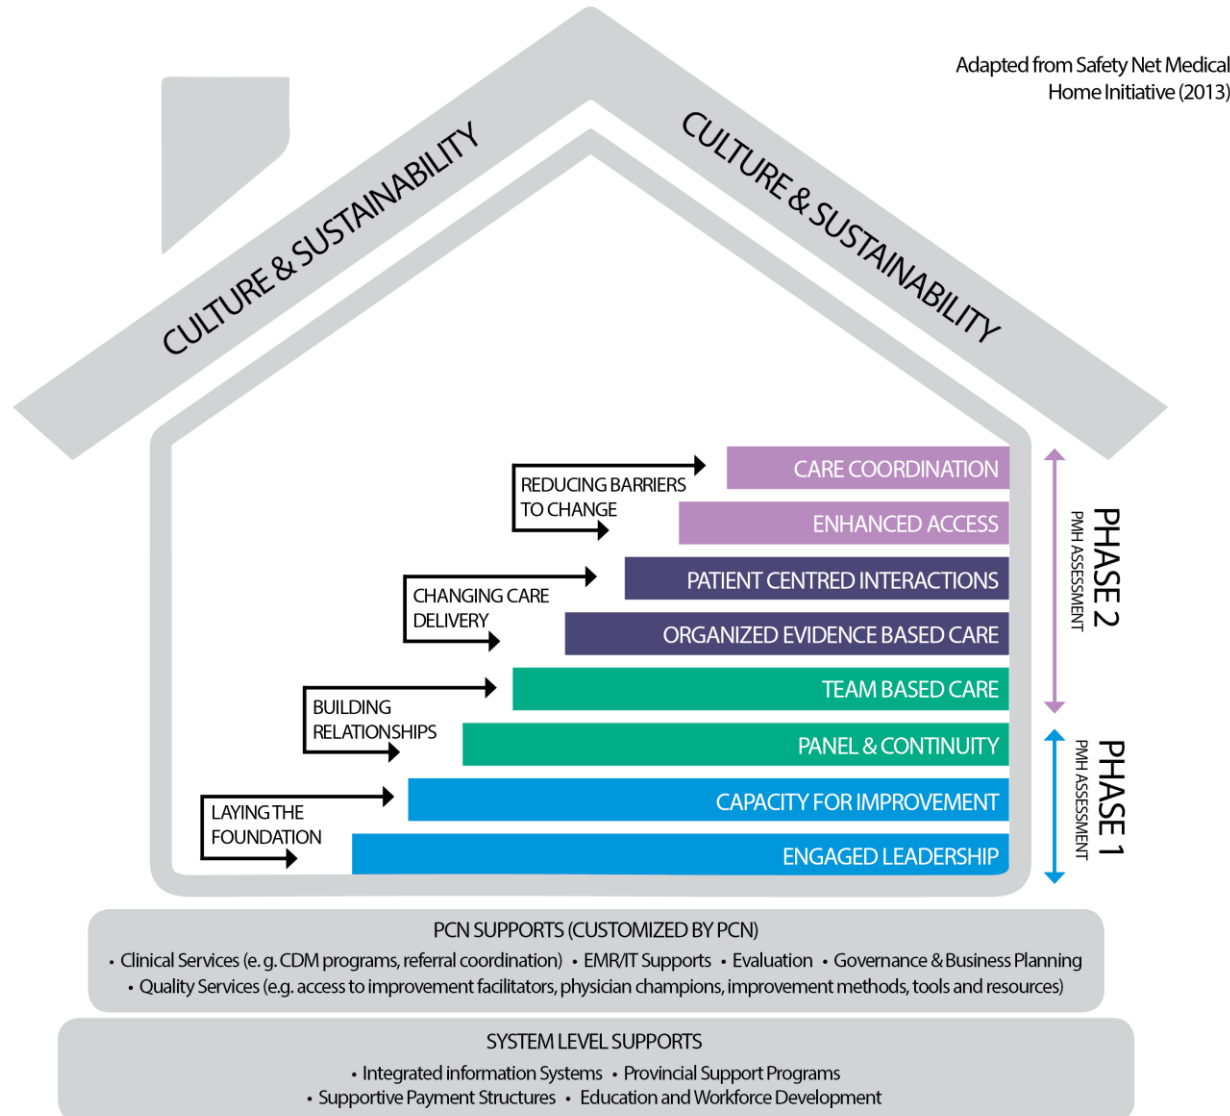 Adapted from Safety Net Medical
Home Initiative (2013)
CULTURE & SUSTAINABILITY
CULTURE & SUSTAINABILITY
REDUCING BARRIERS
TO CHANGE
CARE COORDINATION
ENHANCED ACCESS
CHANGING CARE
DELIVERY
PATIENT CENTRED INTERACTIONS
ORGANIZED EVIDENCE BASED CARE
BUILDING
RELATIONSHIPS
TEAM BASED CARE
PANEL & CONTINUITY
LAYING THE
FOUNDATION
CAPACITY FOR IMPROVEMENT
ENGAGED LEADERSHIP
PHASE 2
PMH ASSESSMENT
PHASE 1
PMH ASSESSMENT
PCN SUPPORTS (CUSTOMIZED BY PCN)
• Clinical Services (e. g. CDM programs, referral coordination) • EMR/IT Supports • Evaluation • Governance & Business Planning
• Quality Services (e.g. access to improvement facilitators, physician champions, improvement methods, tools and resources)
SYSTEM LEVEL SUPPORTS
• Integrated information Systems • Provincial Support Programs
• Supportive Payment Structures • Education and Workforce Development